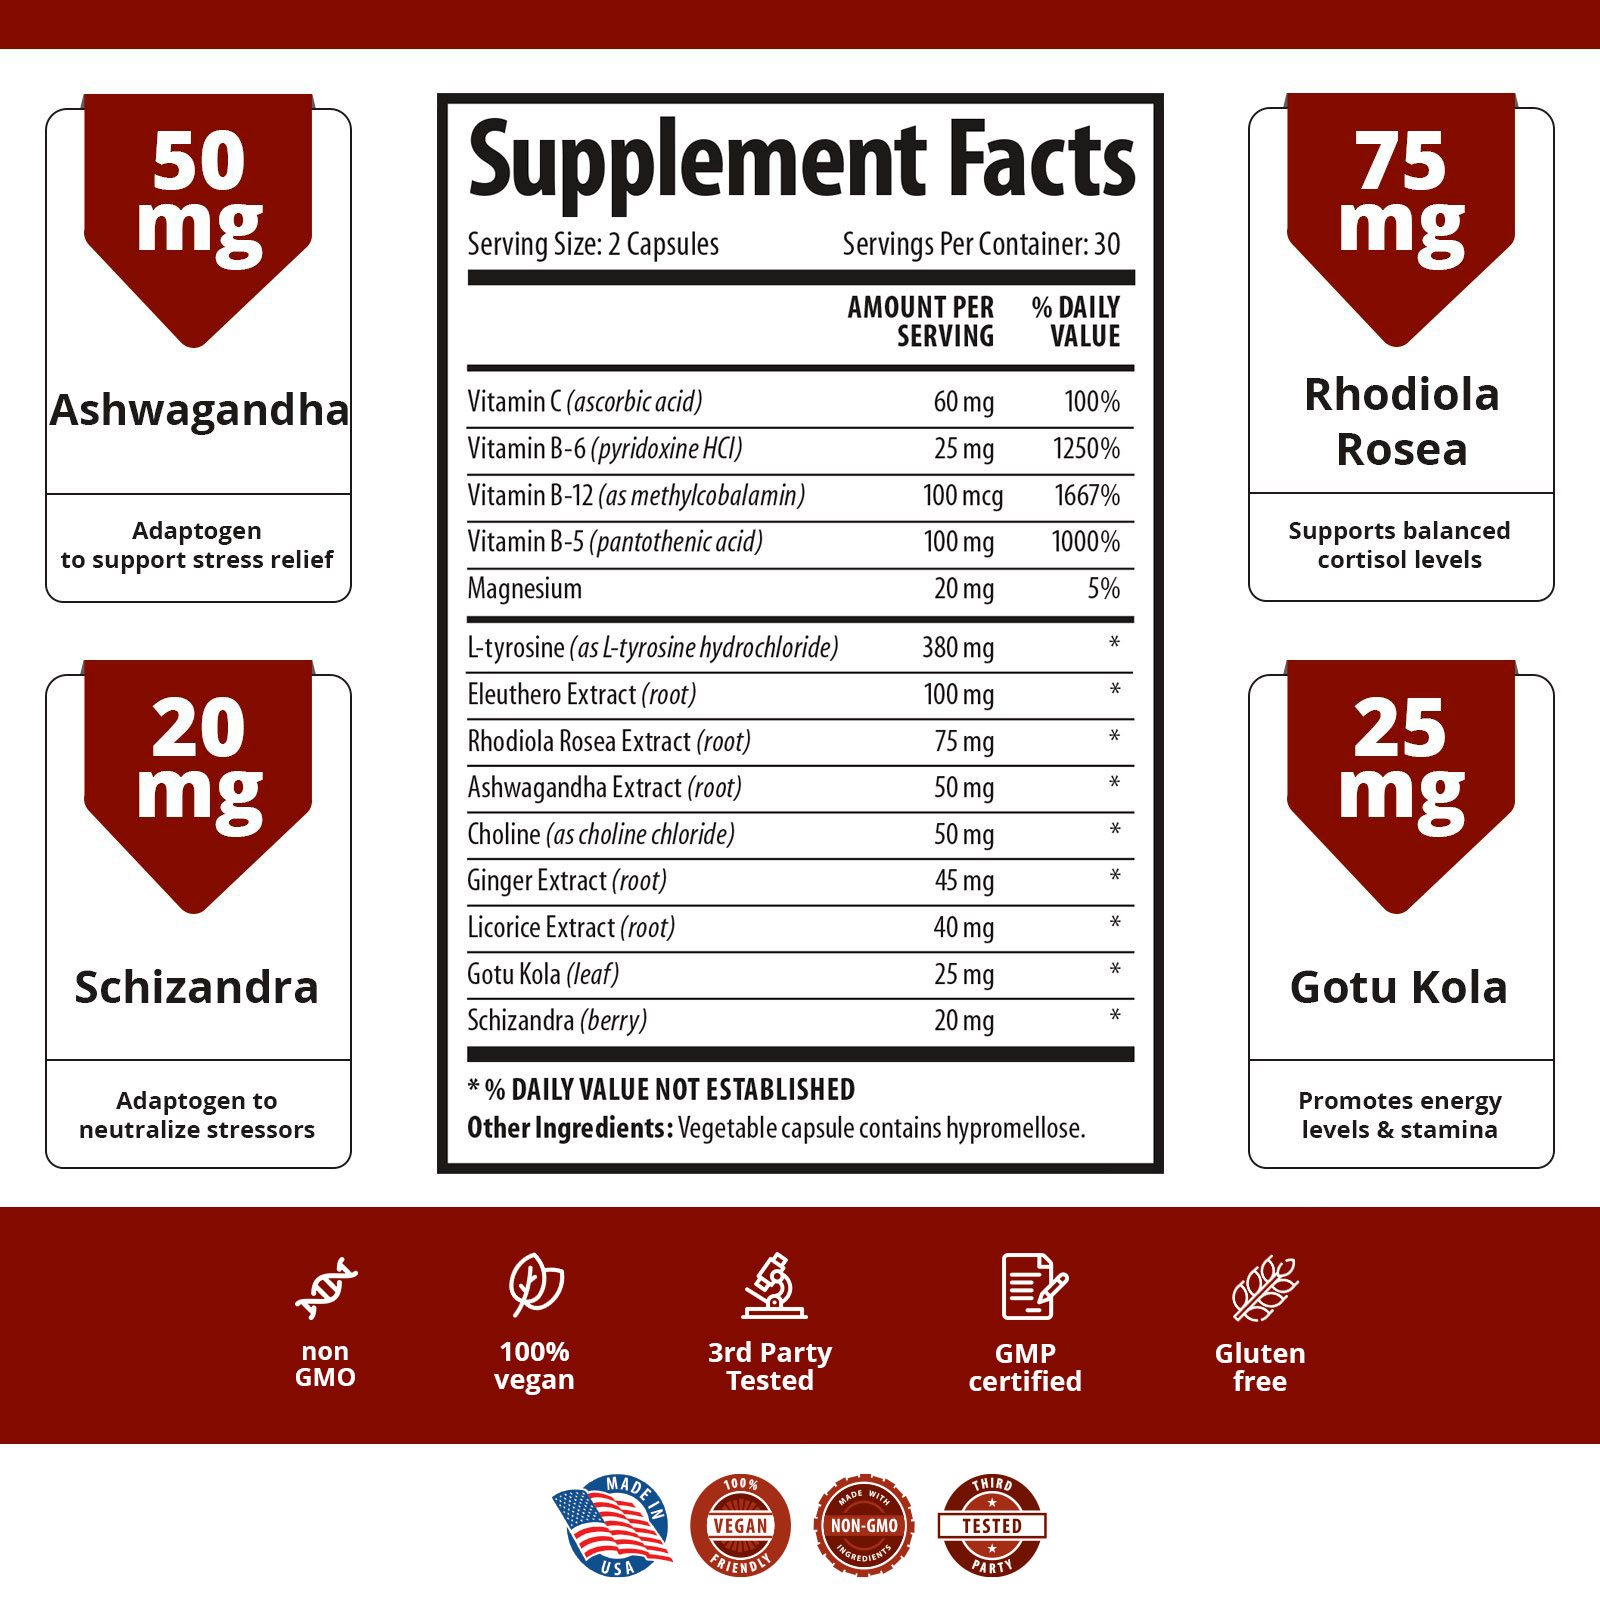 50
mg
Ashwagandha
Adaptogen
to support stress relief
20
mg
Schizandra
Adaptogen to
neutralize stressors
Supplement Facts
Serving Size: 2 Capsules Servings Per Container: 30
AMOUNT PER % DAILY
SERVING VALUE
Vitamin C (ascorbic acid) 60 mg 100%
Vitamin B-6 (pyridoxine HCl) 25 mg 1250%
Vitamin B-12 (as methylcobalamin) 100 mcg 1667%
Vitamin B-5 (pantothenic acid) 100 mg 1000%
Magnesium 20 mg 5%
L-tyrosine (as L-tyrosine hydrochloride) 380 mg *
Eleuthero Extract (root) 100 mg *
Rhodiola Rosea Extract (root) 75 mg *
Ashwagandha Extract (root) 50 mg *
Choline (as choline chloride) 50 mg *
Ginger Extract (root) 45 mg *
Licorice Extract (root) 40 mg *
Gotu Kola (leaf) 25 mg *
Schizandra (berry) 20 mg *
* % DAILY VALUE NOT ESTABLISHED
Other Ingredients: Vegetable capsule contains hypromellose.
75
mg
Rhodiola
Rosea
Supports balanced
cortisol levels
25
mg
Gotu Kola
Promotes energy
levels & stamina
non
GMO
100%
vegan
3rd Party
Tested
GMP
certified
Gluten
free
MADE IN
USA
100%
VEGAN
FRIENDLY
MADE WITH
NON-GMO
INGREDIENTS
THIRD
TESTED
PARTY